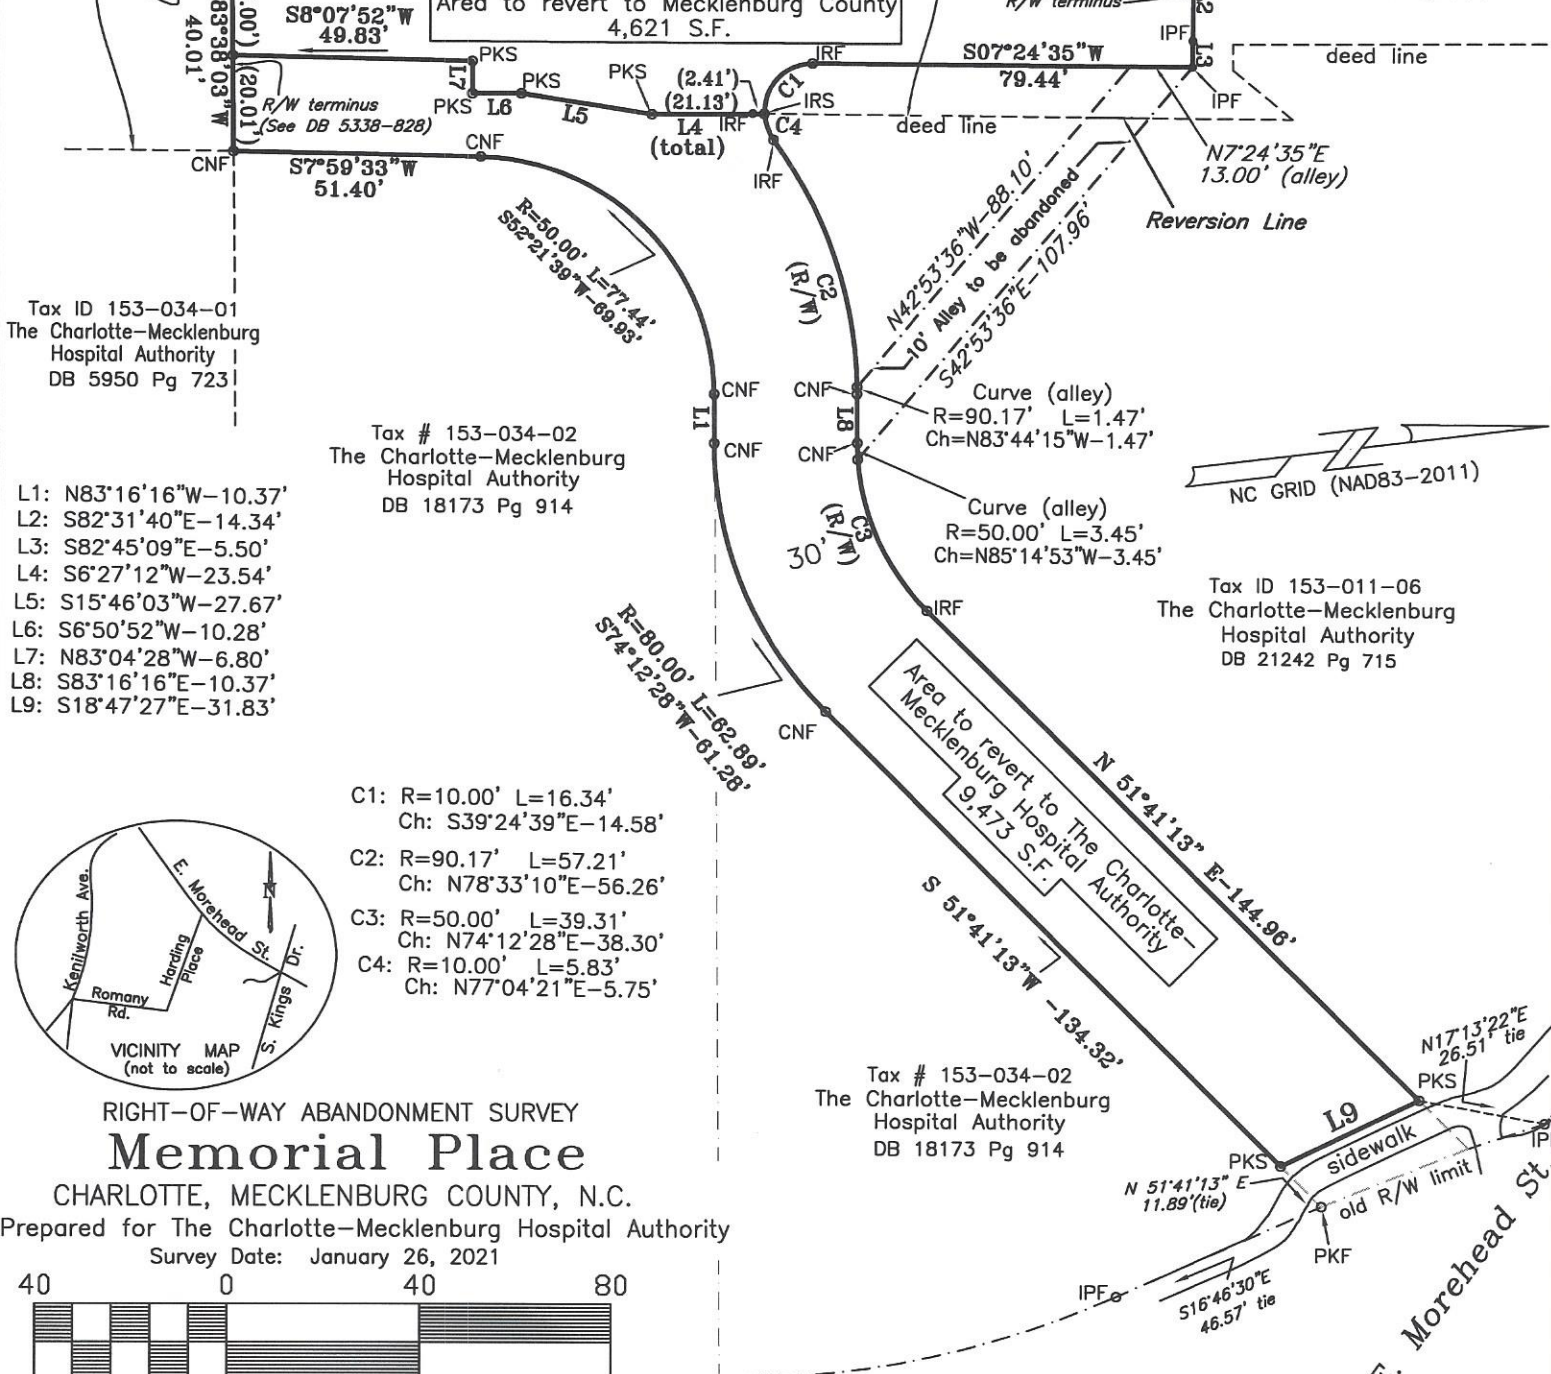 83°38'03"W
40.01'
.00')
(20.01')
S8°07'52"W
49.83'
Area to revert to Mecklenburg County
4,621 S.F.
R/W terminus
IPF
L3
S07°24'35"W
79.44'
deed line
IPF
PKS
L7
PKS
L6
PKS
L5
PKS
(2.41')
(21.13')
L4
(total)
IRF
C1
IRF
IRS
C4
IRF
deed line
R/W terminus
(See DB 5338-828)
CNF
S7°59'33"W
51.40'
CNF
N7°24'35"E
13.00' (alley)
Reversion Line
R=50.00' L=77.44'
S52°21'39"W-69.93'
C2
(R/W)
N42°53'36"W-88.10'
10' Alley to be abandoned
S42°53'36"E-107.96'
Tax ID 153-034-01
The Charlotte-Mecklenburg
Hospital Authority
DB 5950 Pg 723
CNF
L1
CNF
CNF
L8
CNF
Curve (alley)
R=90.17' L=1.47'
Ch=N83°44'15"W-1.47'
Tax # 153-034-02
The Charlotte-Mecklenburg
Hospital Authority
DB 18173 Pg 914
NC GRID (NAD83-2011)
Curve (alley)
R=50.00' L=3.45'
Ch=N85°14'53"W-3.45'
C3
(R/W)
30'
IRF
L1: N83°16'16"W-10.37'
L2: S82°31'40"E-14.34'
L3: S82°45'09"E-5.50'
L4: S6°27'12"W-23.54'
L5: S15°46'03"W-27.67'
L6: S6°50'52"W-10.28'
L7: N83°04'28"W-6.80'
L8: S83°16'16"E-10.37'
L9: S18°47'27"E-31.83'
Tax ID 153-011-06
The Charlotte-Mecklenburg
Hospital Authority
DB 21242 Pg 715
R=80.00' L=62.89'
S74°12'28"W-61.28'
CNF
Area to revert to The Charlotte-
Mecklenburg Hospital Authority
9,473 S.F.
N 51°41'13" E-144.96'
S 51°41'13"W -134.32'
C1: R=10.00' L=16.34'
Ch: S39°24'39"E-14.58'
C2: R=90.17' L=57.21'
Ch: N78°33'10"E-56.26'
C3: R=50.00' L=39.31'
Ch: N74°12'28"E-38.30'
C4: R=10.00' L=5.83'
Ch: N77°04'21"E-5.75'
Kenilworth Ave.
E. Morehead St.
N
Harding
Place
Romany
Rd.
S. Kings Dr.
VICINITY MAP
(not to scale)
N17°13'22"E
26.51' tie
PKS
L9
sidewalk
PKS
N 51°41'13" E
11.89'(tie)
old R/W limit
PKF
IPF
S16°46'30"E
46.57' tie
E. Morehead St.
Tax # 153-034-02
The Charlotte-Mecklenburg
Hospital Authority
DB 18173 Pg 914
RIGHT-OF-WAY ABANDONMENT SURVEY
Memorial Place
CHARLOTTE, MECKLENBURG COUNTY, N.C.
Prepared for The Charlotte-Mecklenburg Hospital Authority
Survey Date: January 26, 2021
40 0 40 80